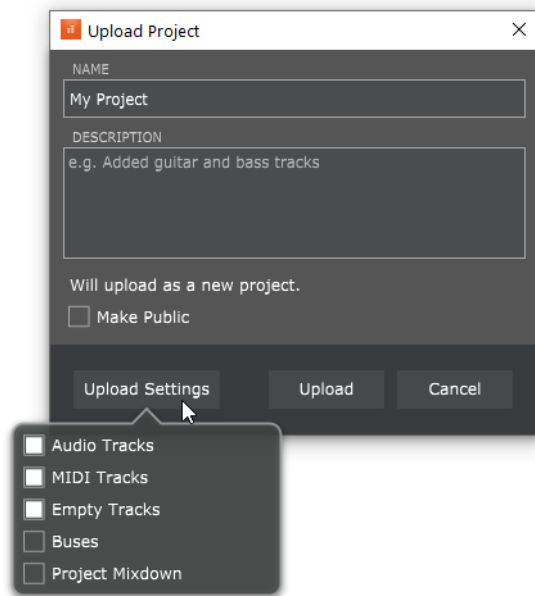 Upload Project
NAME
My Project
DESCRIPTION
e.g. Added guitar and bass tracks
Will upload as a new project.
Make Public
Upload Settings Upload Cancel
Audio Tracks
MIDI Tracks
Empty Tracks
Buses
Project Mixdown